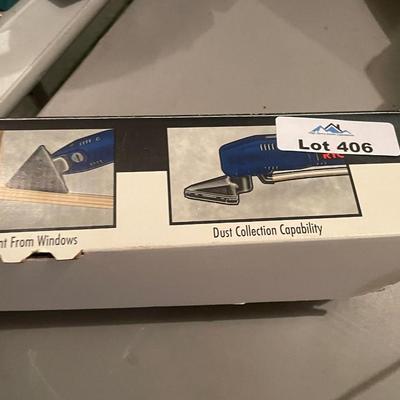 Lot 406
nt From Windows
Dust Collection Capability